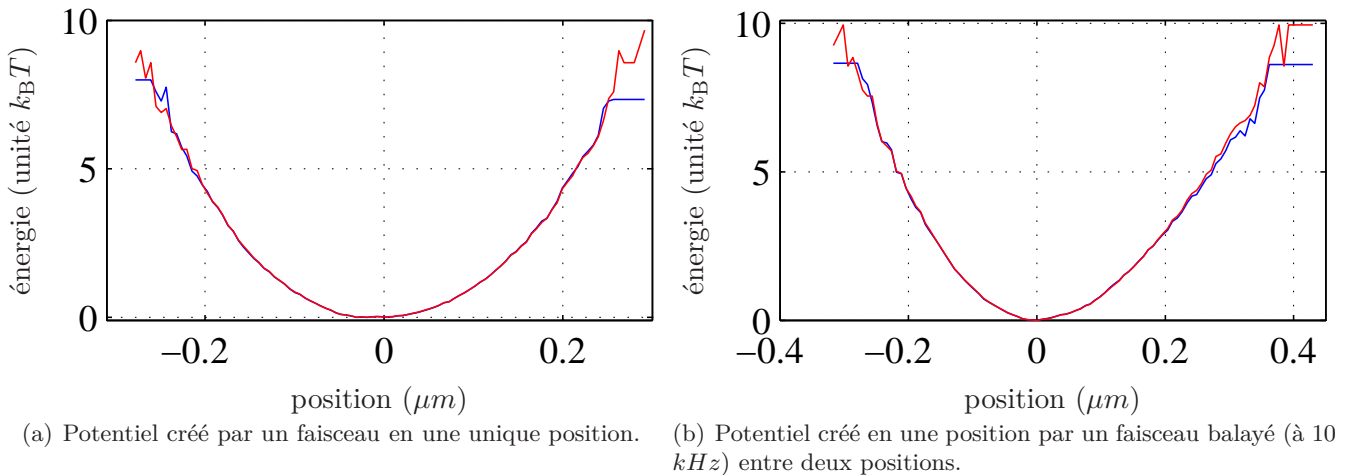 10
5
0
−0.2
0
0.2
énergie (unité kBT)
position (μm)
(a) Potentiel créé par un faisceau en une unique position.
10
5
0
−0.4
−0.2
0
0.2
0.4
énergie (unité kBT)
position (μm)
(b) Potentiel créé en une position par un faisceau balayé (à 10
kHz) entre deux positions.